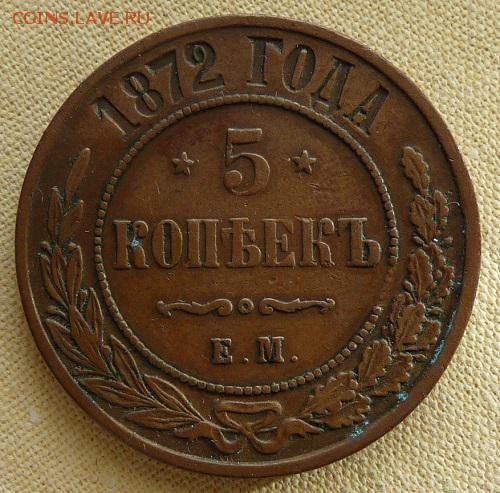 COINS.LAVE.RU
1872 ГОДА
5
КОПѢЕКЪ
Е.М.